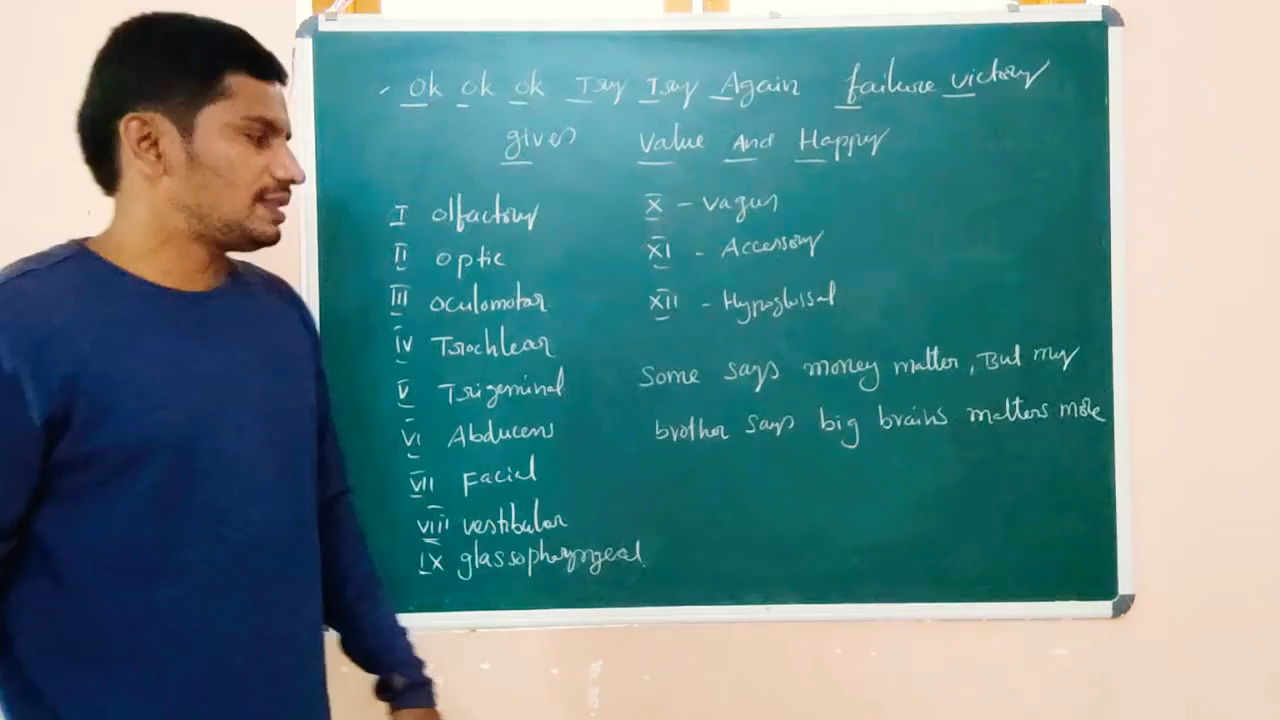 Ok Ok Ok Try Try Again failure victory
gives Value And Happy
I Olfactory
II Optic
III Oculomotor
IV Trochlear
V Trigeminal
VI Abducens
VII Facial
VIII vestibular
IX glassopharyngeal
X - vagus
XI - Accessory
XII - Hypoglossal
Some says money matter, But my
brother says big brains matters more